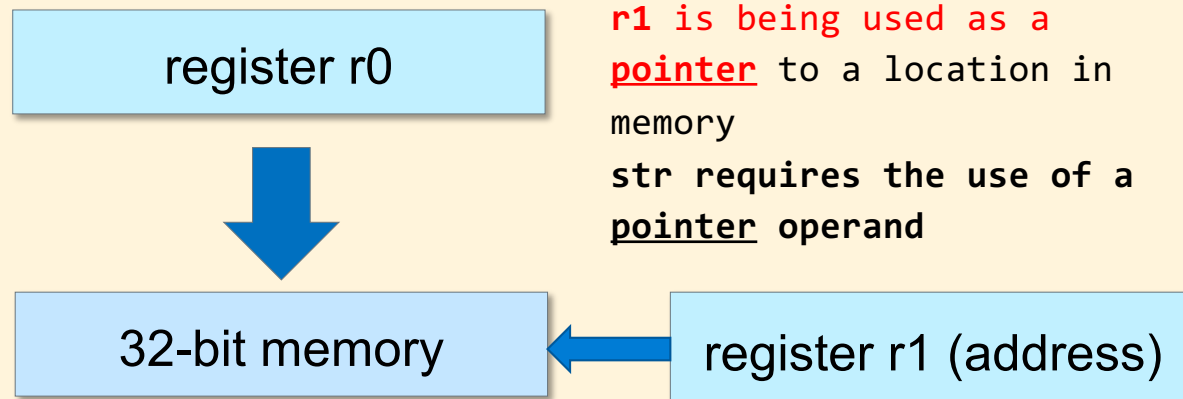 register r0
r1 is being used as a
pointer to a location in
memory
str requires the use of a
pointer operand
32-bit memory
register r1 (address)